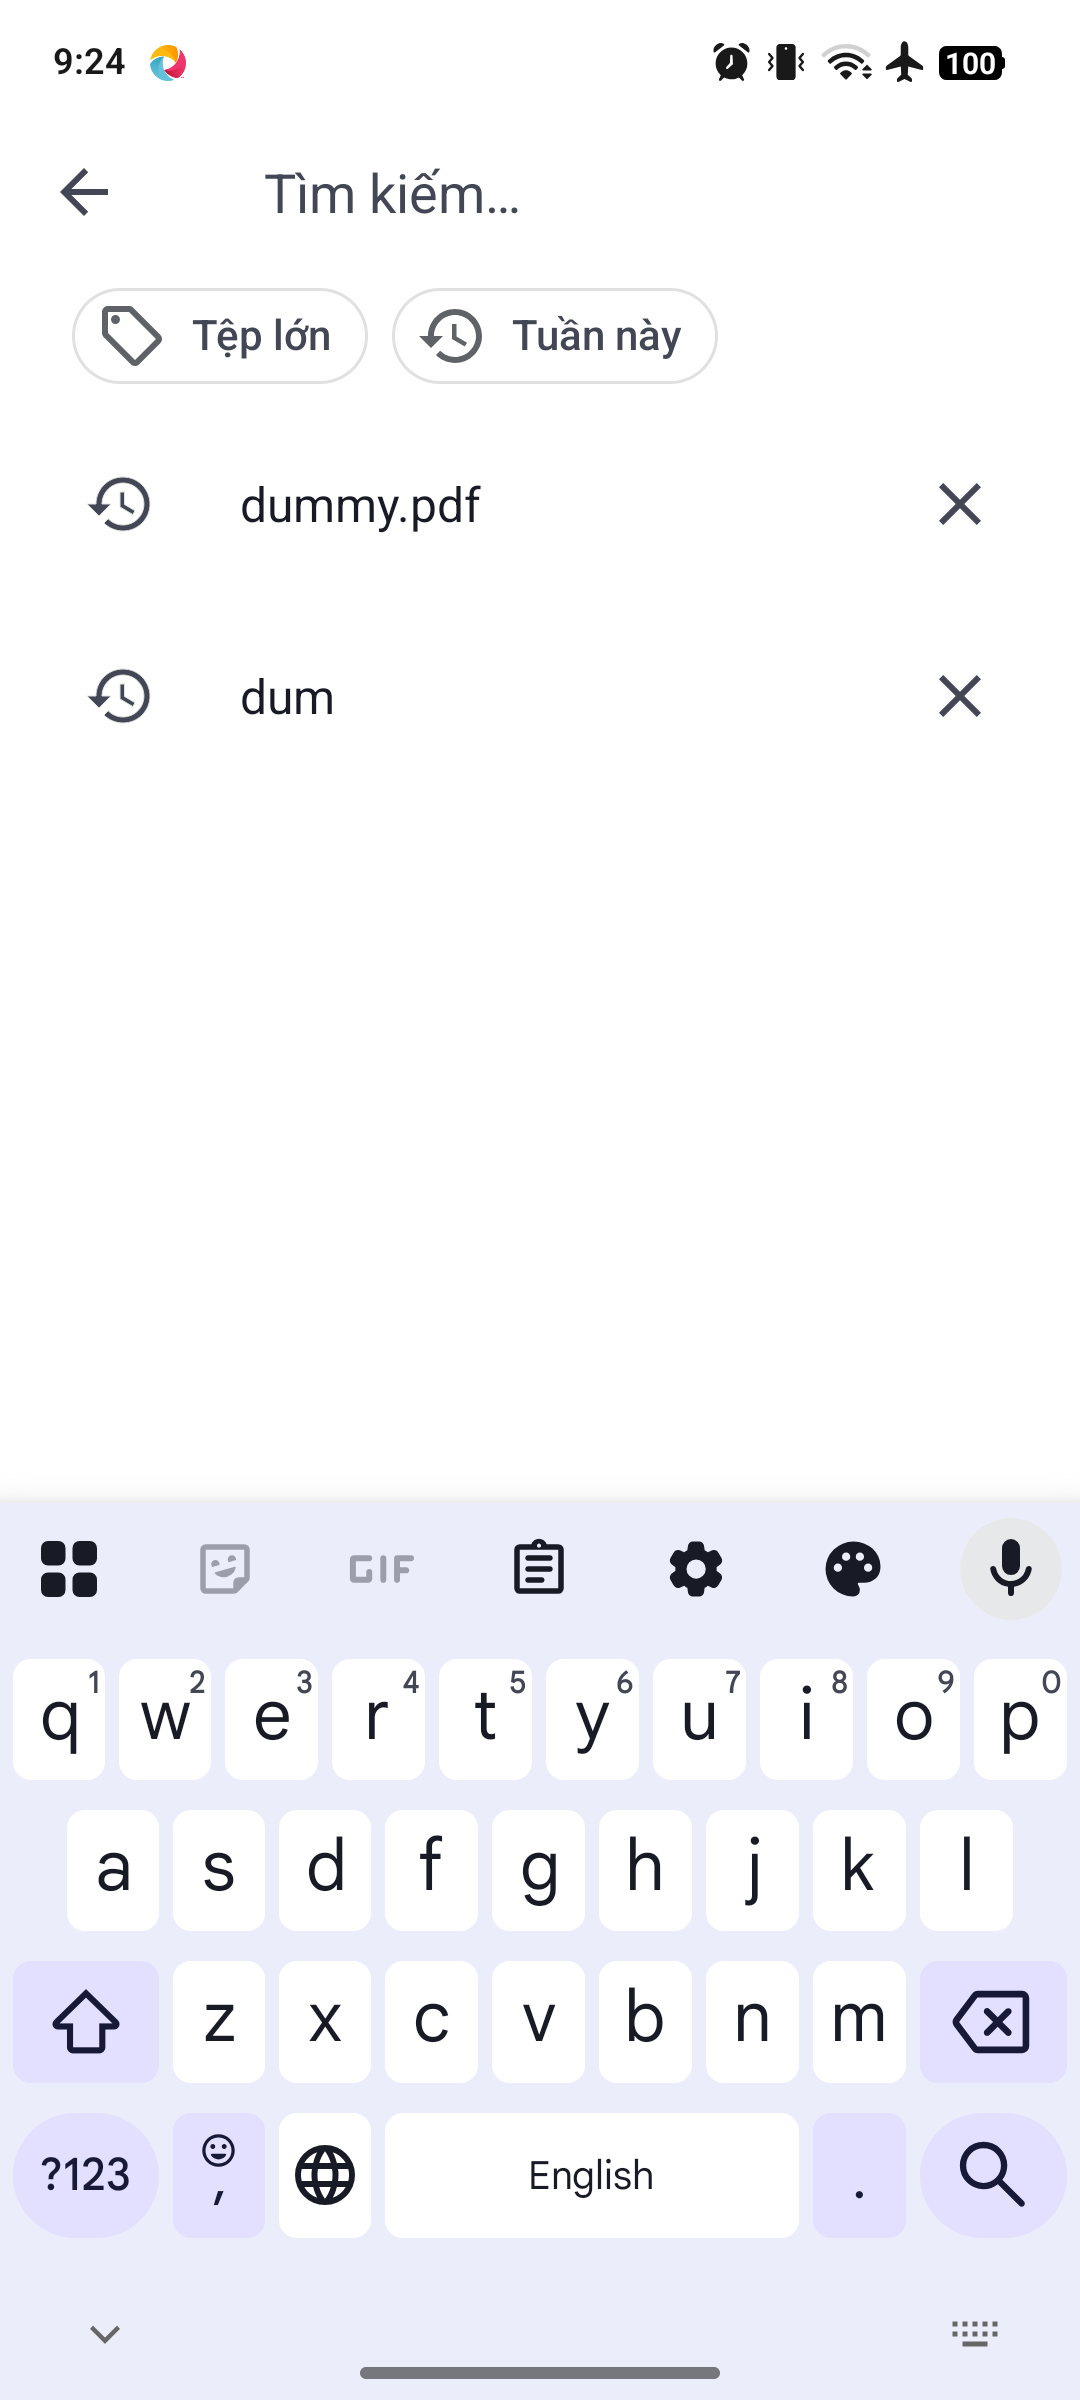 9:24
100
Tìm kiếm...
Tệp lớn
Tuần này
dummy.pdf
dum
GIF
q1 w2 e3 r4 t5 y6 u7 i8 o9 p0
a s d f g h j k l
z x c v b n m
?123 , English .